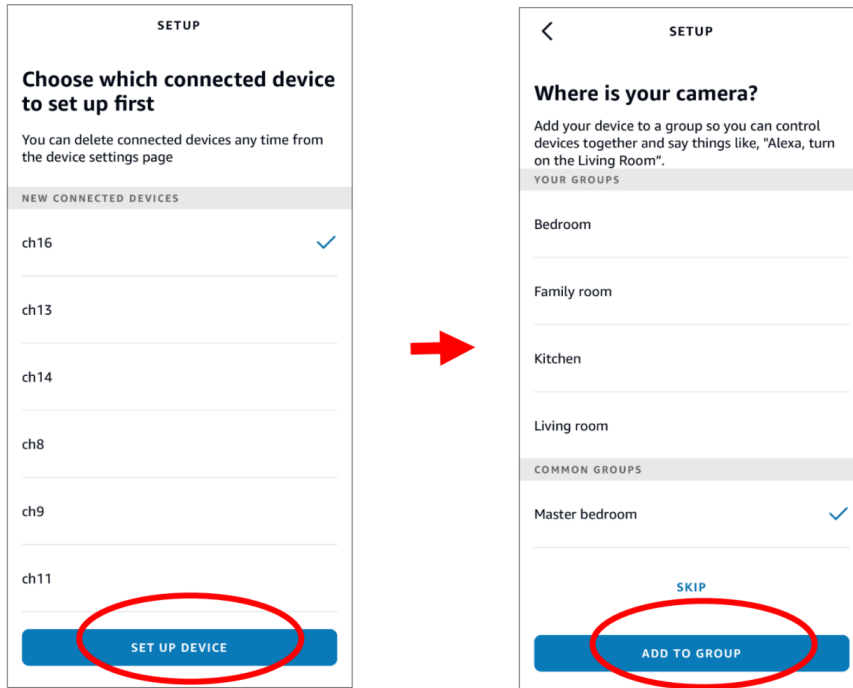 SETUP
Choose which connected device
to set up first
You can delete connected devices any time from
the device settings page
NEW CONNECTED DEVICES
ch16
ch13
ch14
ch8
ch9
ch11
SET UP DEVICE
SETUP
Where is your camera?
Add your device to a group so you can control
devices together and say things like, "Alexa, turn
on the Living Room".
YOUR GROUPS
Bedroom
Family room
Kitchen
Living room
COMMON GROUPS
Master bedroom
SKIP
ADD TO GROUP